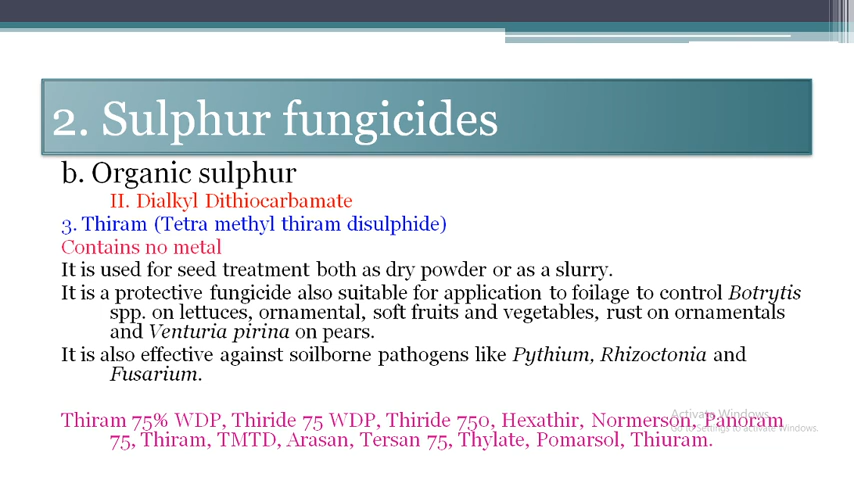 2. Sulphur fungicides
b. Organic sulphur
II. Dialkyl Dithiocarbamate
3. Thiram (Tetra methyl thiram disulphide)
Contains no metal
It is used for seed treatment both as dry powder or as a slurry.
It is a protective fungicide also suitable for application to foilage to control Botrytis
spp. on lettuces, ornamental, soft fruits and vegetables, rust on ornamentals
and Venturia pirina on pears.
It is also effective against soilborne pathogens like Pythium, Rhizoctonia and
Fusarium.
Thiram 75% WDP, Thiride 75 WDP, Thiride 750, Hexathir, Normerson, Panoram
75, Thiram, TMTD, Arasan, Tersan 75, Thylate, Pomarsol, Thiuram.
Activate Windows
Go to Settings to activate Windows.